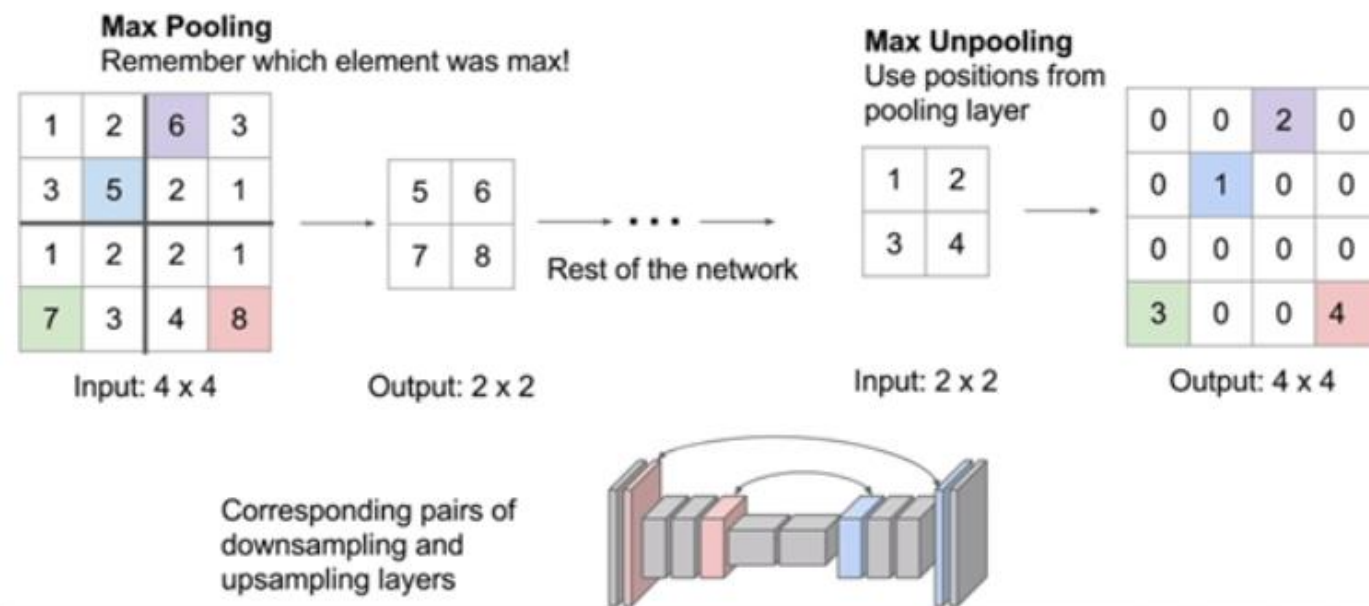 Max Pooling
Remember which element was max!
1 2 6 3
3 5 2 1
1 2 2 1
7 3 4 8
Input: 4 x 4
5 6
7 8
Output: 2 x 2
...
Rest of the network
Max Unpooling
Use positions from
pooling layer
1 2
3 4
Input: 2 x 2
0 0 2 0
0 1 0 0
0 0 0 0
3 0 0 4
Output: 4 x 4
Corresponding pairs of
downsampling and
upsampling layers